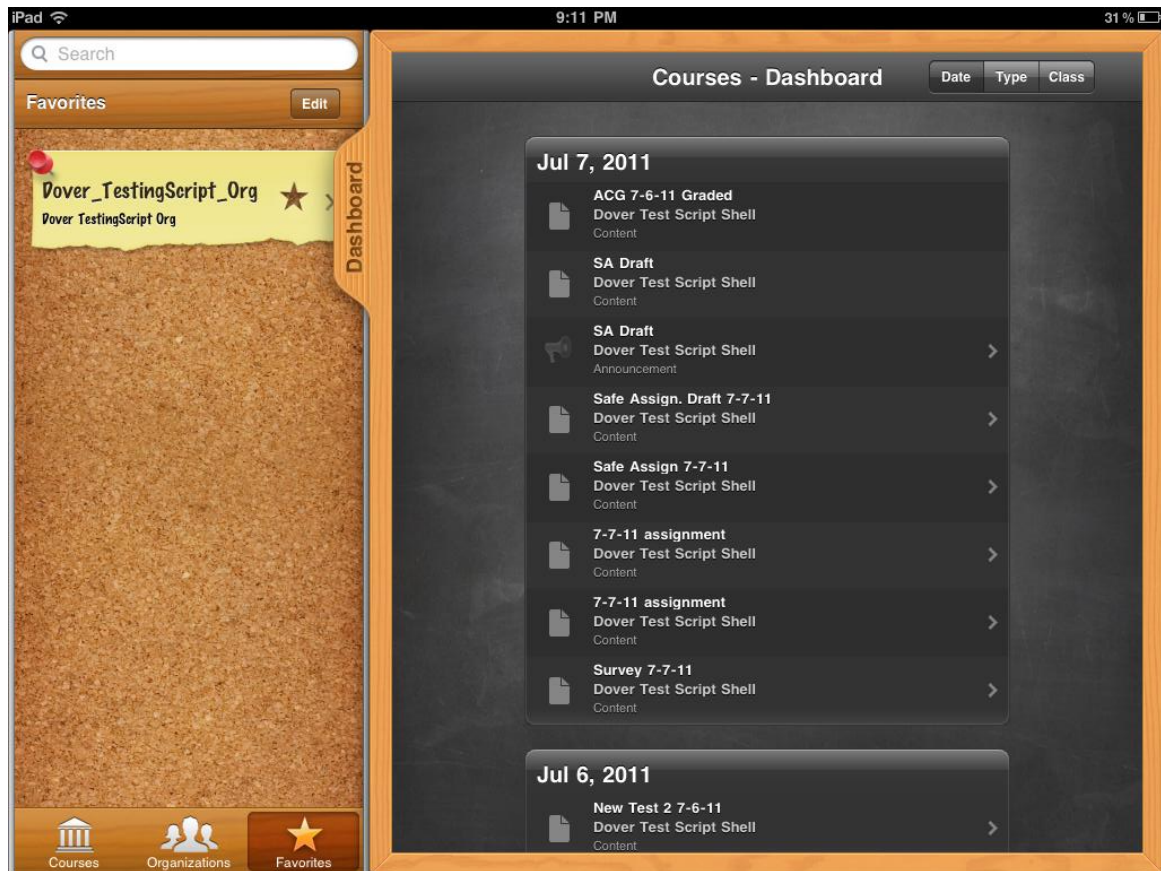 iPad
9:11 PM
31 %
Search
Favorites
Edit
Dover_TestingScript_Org
Dover TestingScript Org
Dashboard
Courses
Organizations
Favorites
Courses - Dashboard
Date
Type
Class
Jul 7, 2011
ACG 7-6-11 Graded
Dover Test Script Shell
Content
SA Draft
Dover Test Script Shell
Content
SA Draft
Dover Test Script Shell
Announcement
Safe Assign. Draft 7-7-11
Dover Test Script Shell
Content
Safe Assign 7-7-11
Dover Test Script Shell
Content
7-7-11 assignment
Dover Test Script Shell
Content
7-7-11 assignment
Dover Test Script Shell
Content
Survey 7-7-11
Dover Test Script Shell
Content
Jul 6, 2011
New Test 2 7-6-11
Dover Test Script Shell
Content